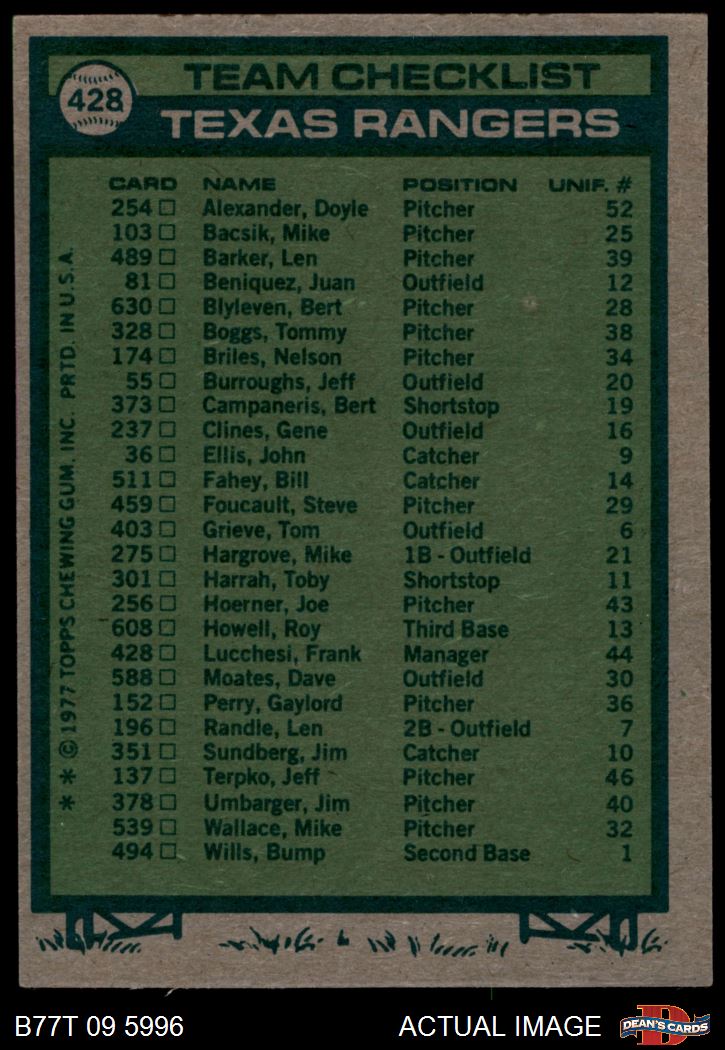 428
TEAM CHECKLIST
TEXAS RANGERS
CARD NAME POSITION UNIF. #
254 Alexander, Doyle Pitcher 52
103 Bacsik, Mike Pitcher 25
489 Barker, Len Pitcher 39
81 Beniquez, Juan Outfield 12
630 Blyleven, Bert Pitcher 28
328 Boggs, Tommy Pitcher 38
174 Briles, Nelson Pitcher 34
55 Burroughs, Jeff Outfield 20
373 Campaneris, Bert Shortstop 19
237 Clines, Gene Outfield 16
36 Ellis, John Catcher 9
511 Fahey, Bill Catcher 14
459 Foucault, Steve Pitcher 29
403 Grieve, Tom Outfield 6
275 Hargrove, Mike 1B - Outfield 21
301 Harrah, Toby Shortstop 11
256 Hoerner, Joe Pitcher 43
608 Howell, Roy Third Base 13
428 Lucchesi, Frank Manager 44
588 Moates, Dave Outfield 30
152 Perry, Gaylord Pitcher 36
196 Randle, Len 2B - Outfield 7
351 Sundberg, Jim Catcher 10
137 Terpko, Jeff Pitcher 46
378 Umbarger, Jim Pitcher 40
539 Wallace, Mike Pitcher 32
494 Wills, Bump Second Base 1
* * © 1977 TOPPS CHEWING GUM, INC. PRTD. IN U.S.A.
B77T 09 5996 ACTUAL IMAGE
D
DEAN'S CARDS